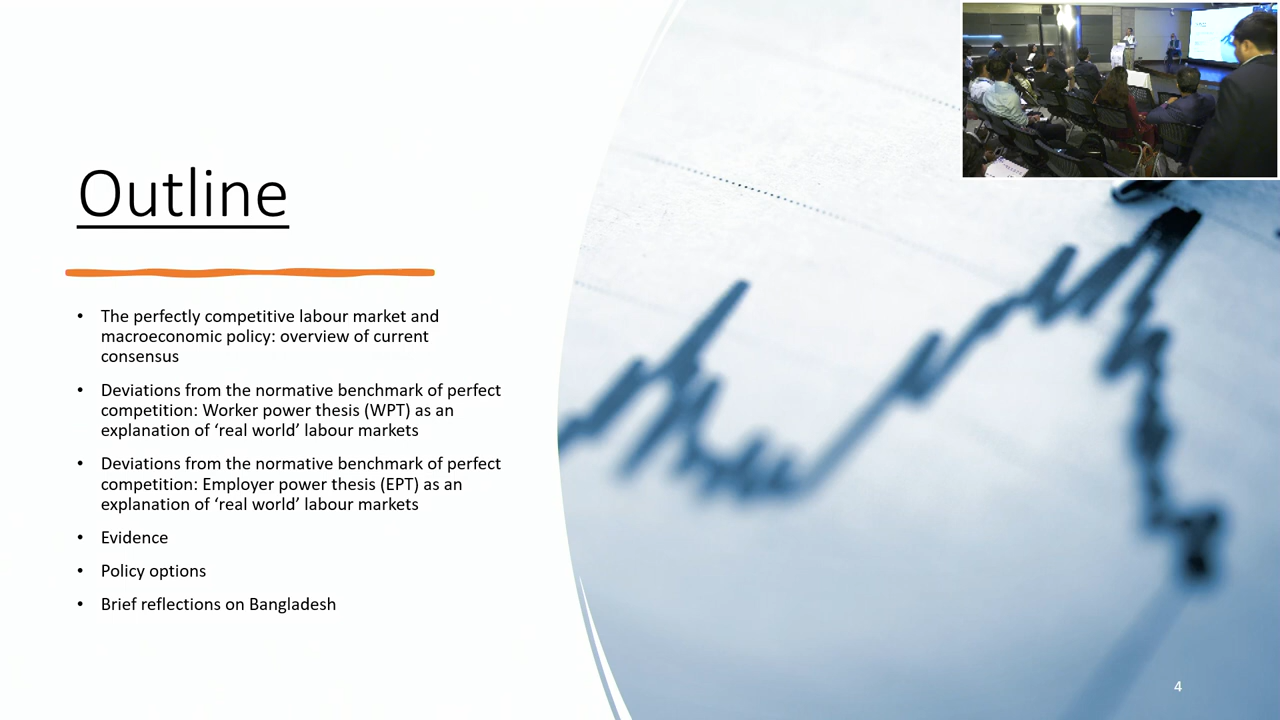 Outline
• The perfectly competitive labour market and
macroeconomic policy: overview of current
consensus
• Deviations from the normative benchmark of perfect
competition: Worker power thesis (WPT) as an
explanation of ‘real world’ labour markets
• Deviations from the normative benchmark of perfect
competition: Employer power thesis (EPT) as an
explanation of ‘real world’ labour markets
• Evidence
• Policy options
• Brief reflections on Bangladesh
4